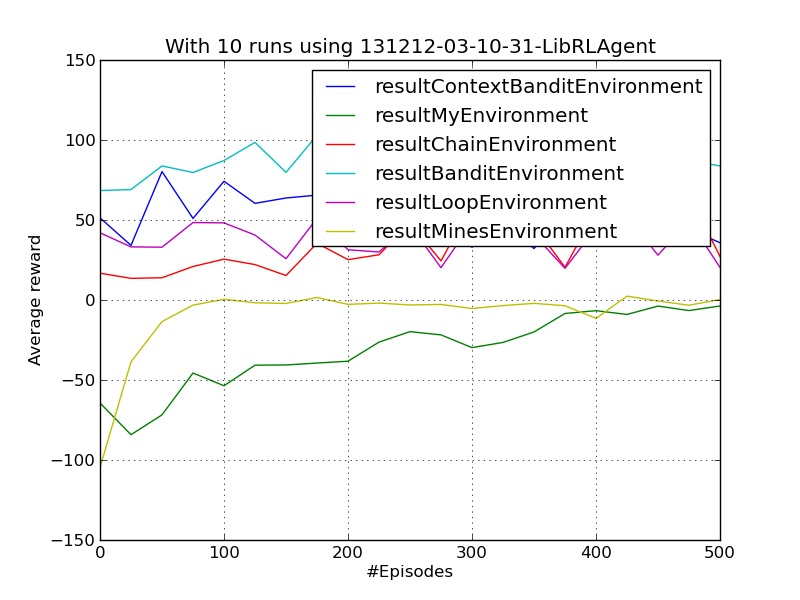 With 10 runs using 131212-03-10-31-LibRLAgent
150
100
50
0
−50
−100
−150
Average reward
resultContextBanditEnvironment
resultMyEnvironment
resultChainEnvironment
resultBanditEnvironment
resultLoopEnvironment
resultMinesEnvironment
0 100 200 300 400 500
#Episodes